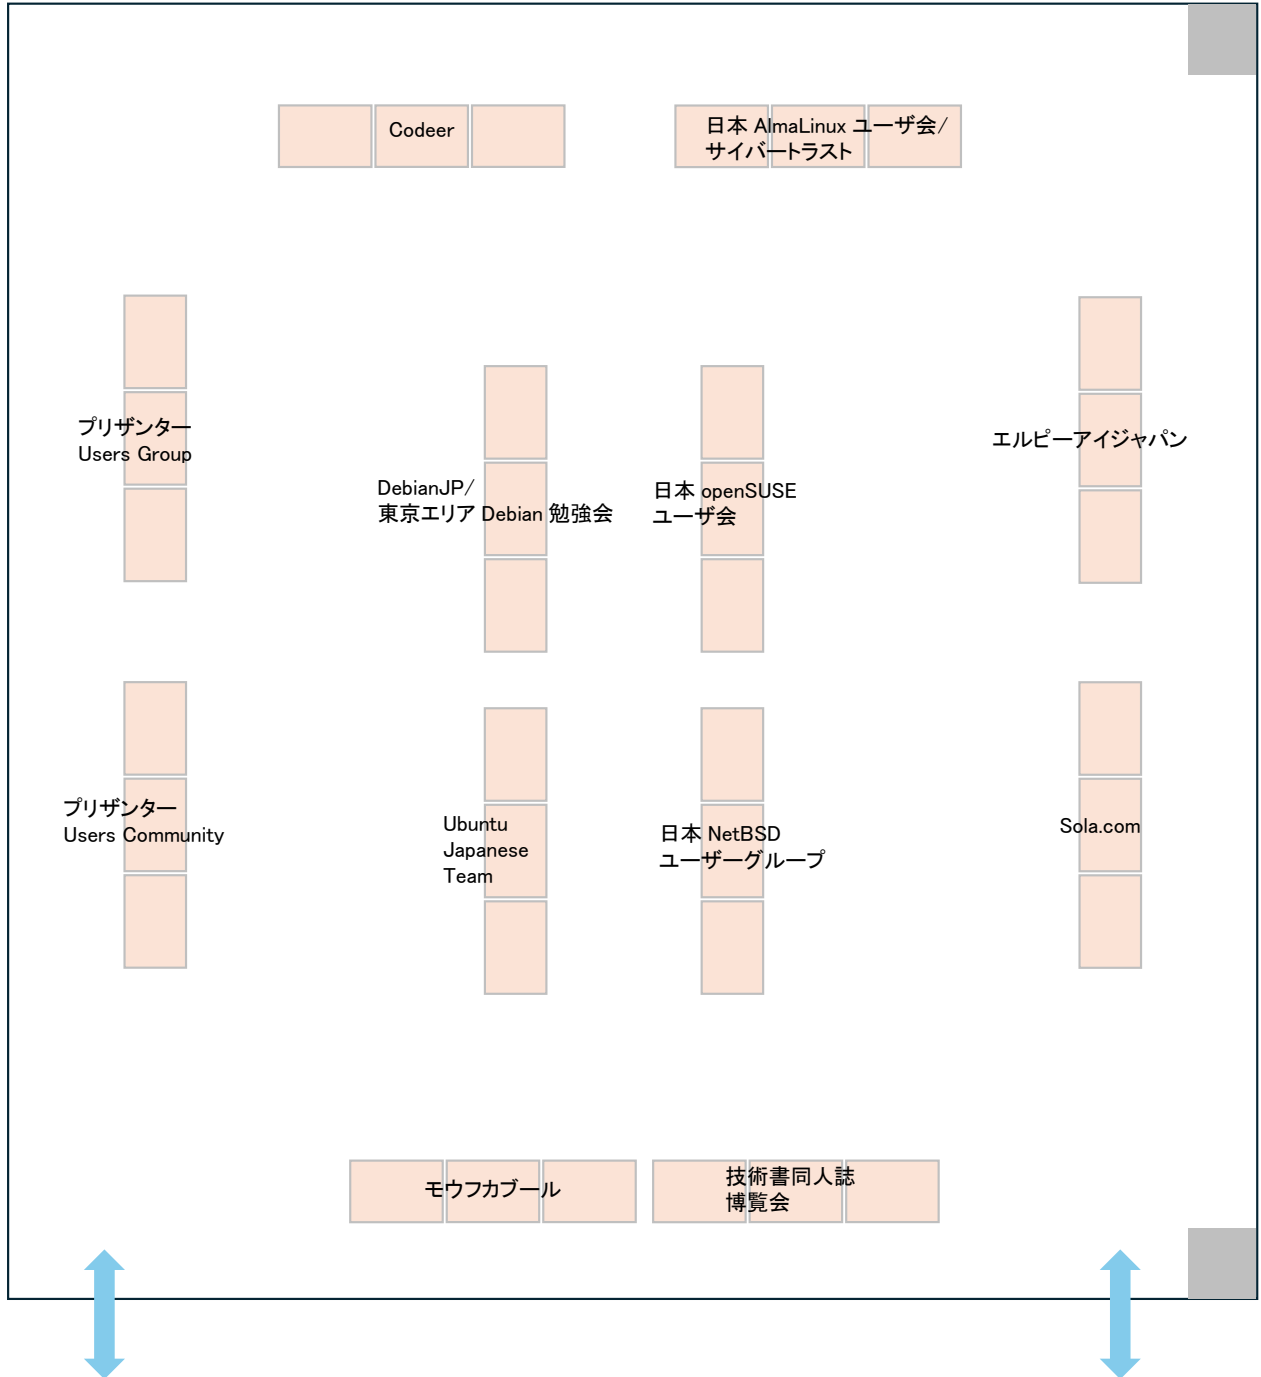 Codeer
日本 AlmaLinux ユーザ会/
サイバートラスト
プリザンター
Users Group
エルピーアイジャパン
DebianJP/
東京エリア Debian 勉強会
日本 openSUSE
ユーザ会
プリザンター
Users Community
Ubuntu
Japanese
Team
日本 NetBSD
ユーザーグループ
Sola.com
モウフカブール
技術書同人誌
博覧会